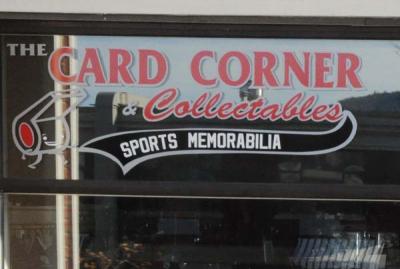 THE CARD CORNER
& Collectables
SPORTS MEMORABILIA